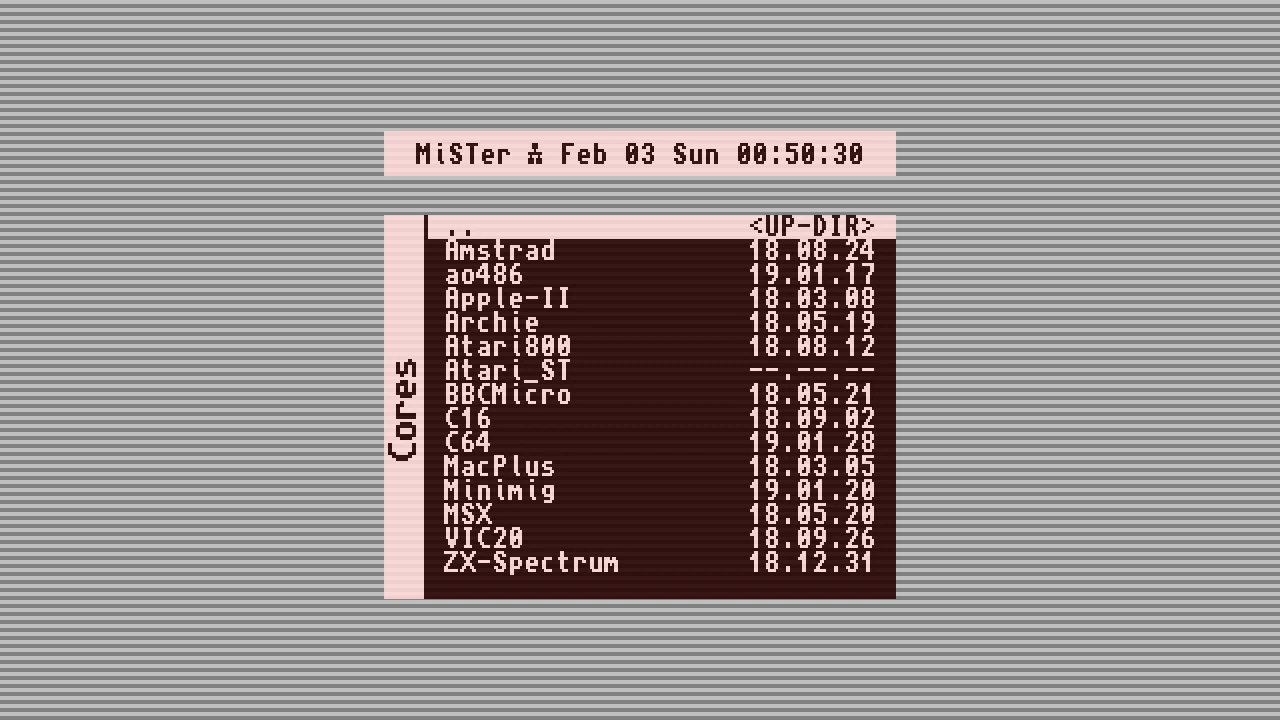 MiSTer Feb 03 Sun 00:50:30
Cores
.. <UP-DIR>
Amstrad 18.08.24
ao486 19.01.17
Apple-II 18.03.08
Archie 18.05.19
Atari800 18.08.12
Atari_ST --.--.--
BBCMicro 18.05.21
C16 18.09.02
C64 19.01.28
MacPlus 18.03.05
Minimig 19.01.20
MSX 18.05.20
VIC20 18.09.26
ZX-Spectrum 18.12.31